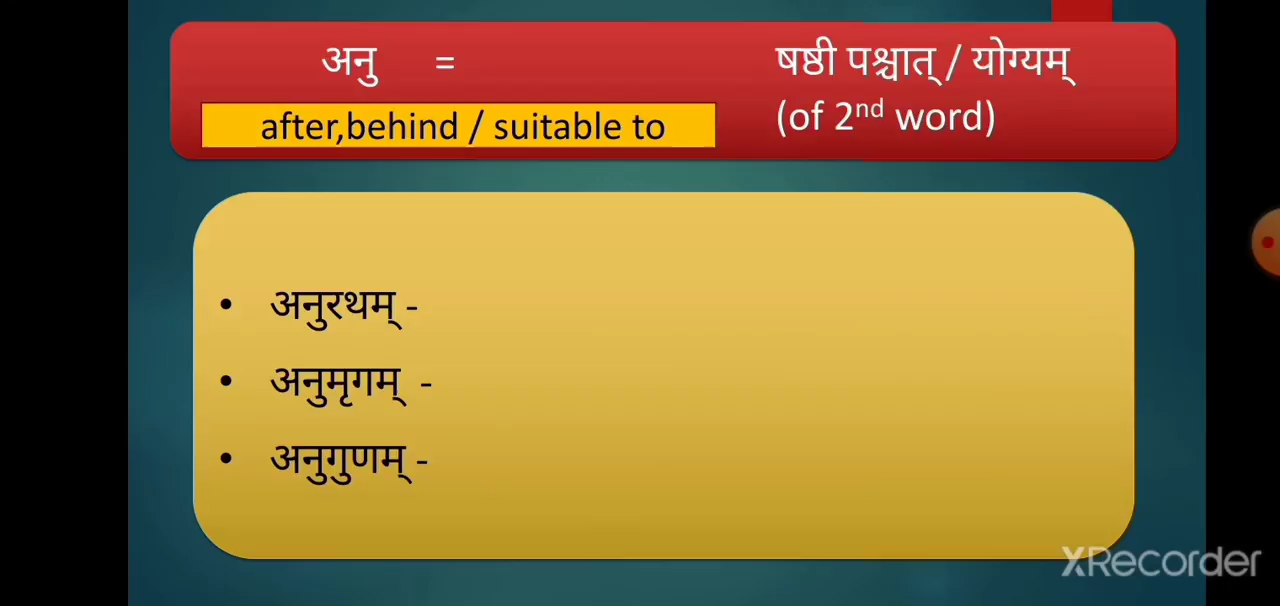 अनु = षष्ठी पश्चात् / योग्यम्
after,behind / suitable to (of 2nd word)
• अनुरथम् -
• अनुमृगम् -
• अनुगुणम् -
XRecorder